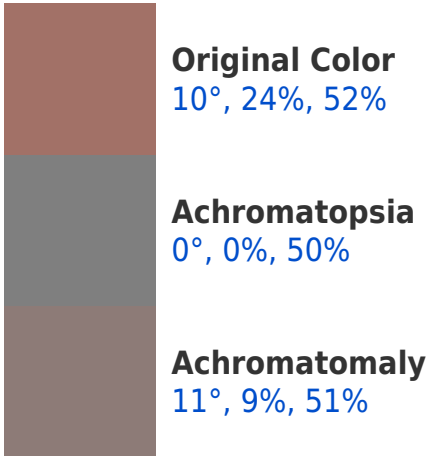 Original Color
10°, 24%, 52%
Achromatopsia
0°, 0%, 50%
Achromatomaly
11°, 9%, 51%